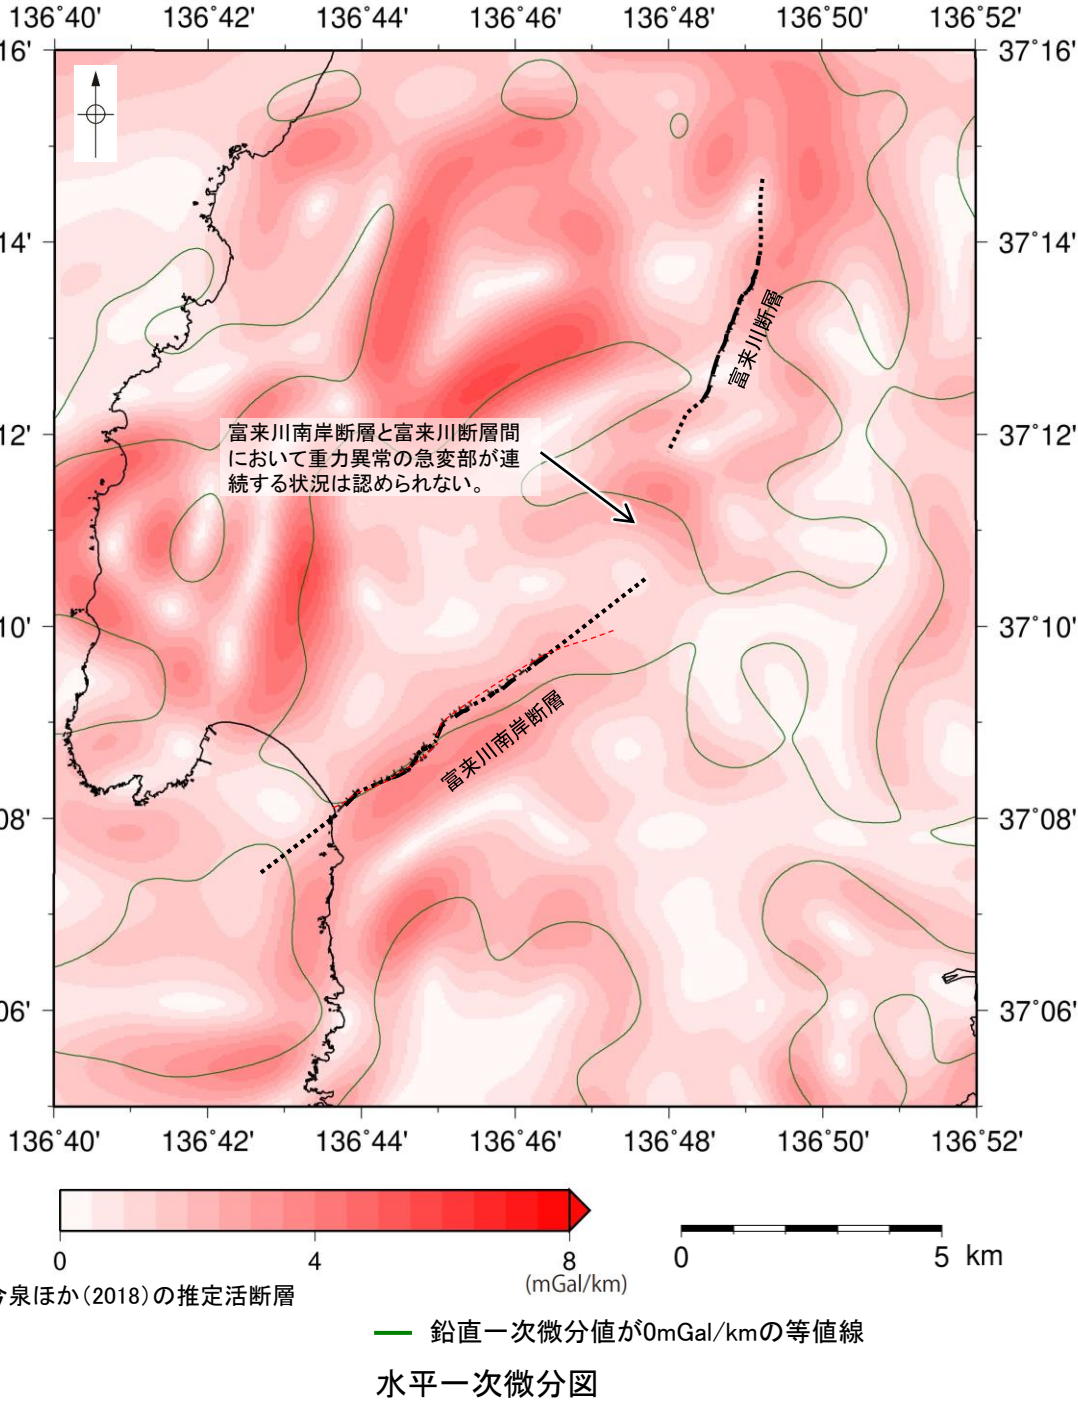 136°40' 136°42' 136°44' 136°46' 136°48' 136°50' 136°52'
16' 37°16'
14' 37°14'
富来川断層
12' 37°12'
富来川南岸断層と富来川断層間
において重力異常の急変部が連
続する状況は認められない。
10' 37°10'
富来川南岸断層
08' 37°08'
06' 37°06'
136°40' 136°42' 136°44' 136°46' 136°48' 136°50' 136°52'
0 4 8
(mGal/km)
0 5 km
今泉ほか(2018)の推定活断層
鉛直一次微分値が0mGal/kmの等値線
水平一次微分図